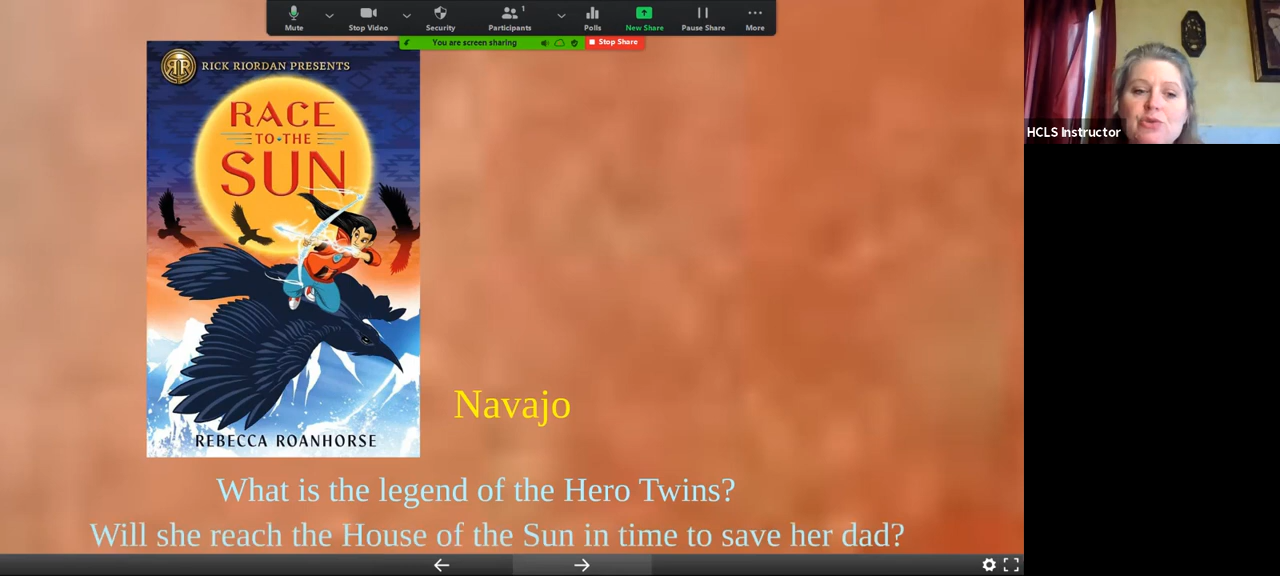 1
Mute
Stop Video
Security
Participants
Polls
New Share
Pause Share
More
You are screen sharing
Stop Share
RICK RIORDAN PRESENTS
RACE
TO•THE
SUN
REBECCA ROANHORSE
Navajo
What is the legend of the Hero Twins?
Will she reach the House of the Sun in time to save her dad?
HCLS Instructor